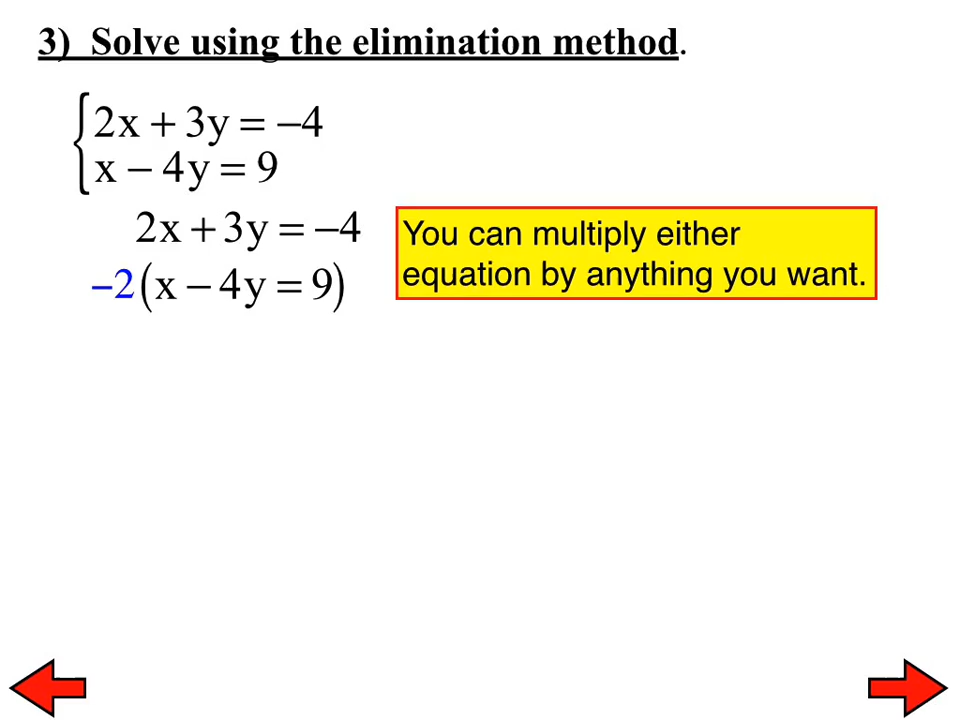 3) Solve using the elimination method.
2x + 3y = −4
x − 4y = 9
2x + 3y = −4
−2(x − 4y = 9)
You can multiply either
equation by anything you want.